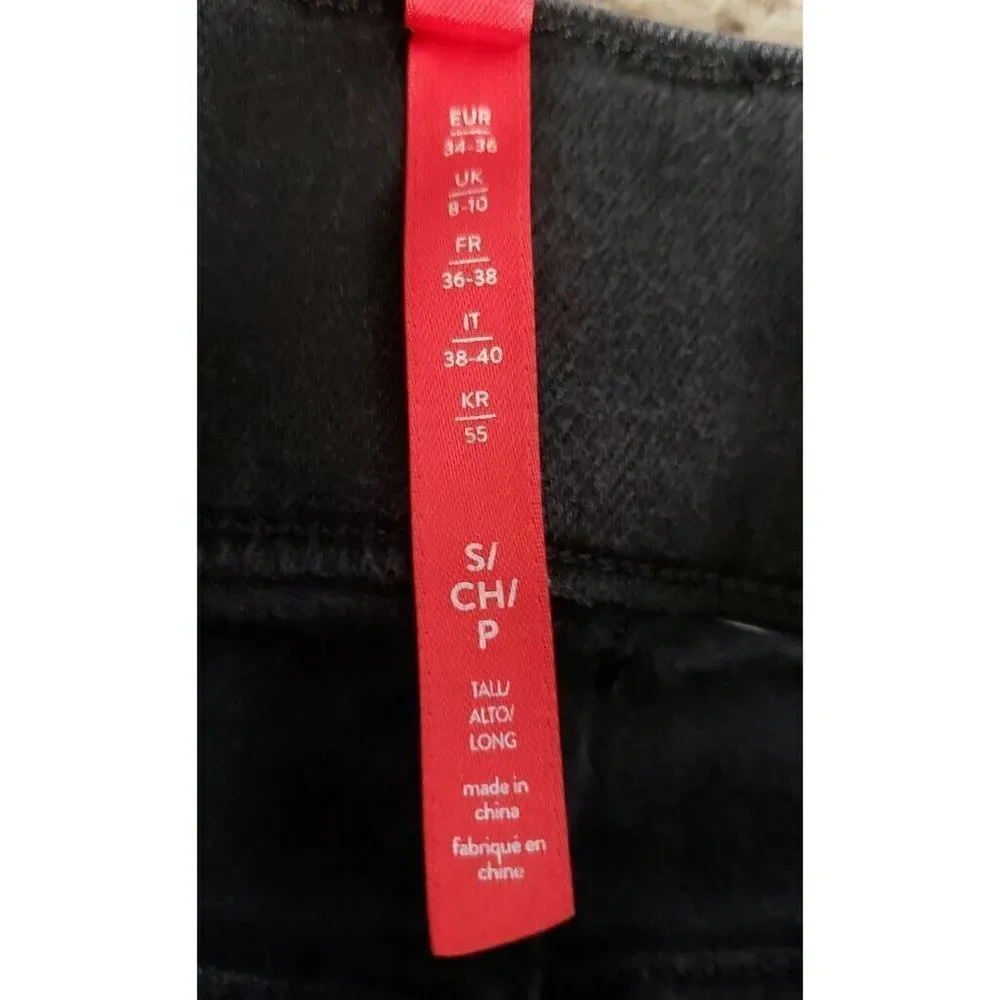 EUR
34-36
UK
8-10
FR
36-38
IT
38-40
KR
55
S/
CH/
P
TALL/
ALTO/
LONG
made in
china
fabriqué en
chine